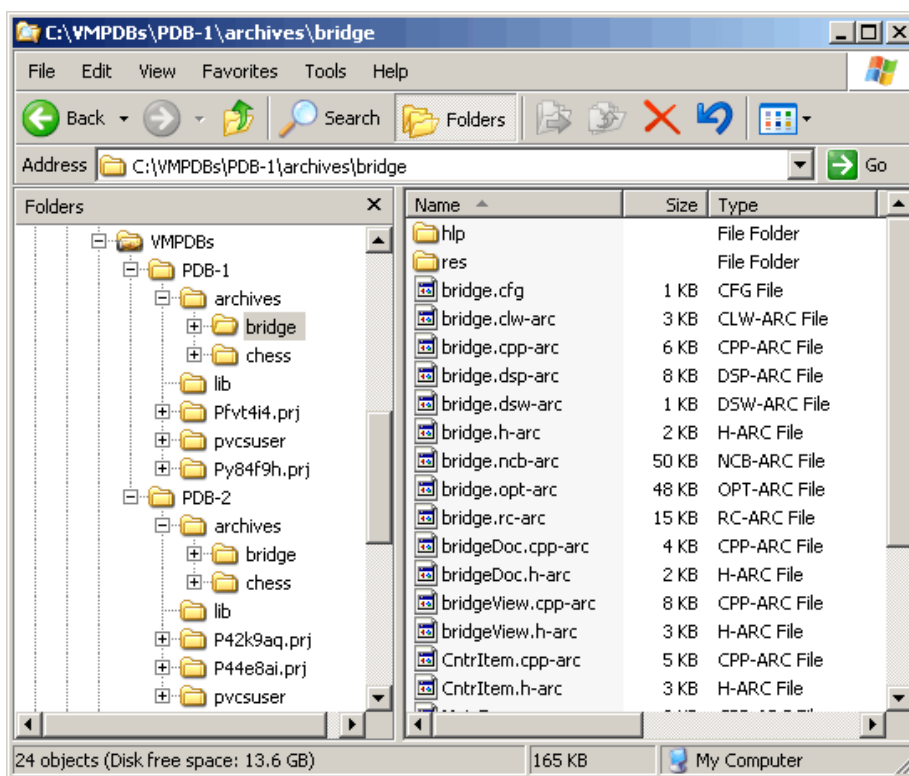 C:\VMPDBs\PDB-1\archives\bridge
File Edit View Favorites Tools Help
Back Search Folders
Address C:\VMPDBs\PDB-1\archives\bridge Go
Folders
VMPDBs
PDB-1
archives
bridge
chess
lib
Pfvt4i4.prj
pvcsuser
Py84f9h.prj
PDB-2
archives
bridge
chess
lib
P42k9aq.prj
P44e8ai.prj
pvcsuser
Name Size Type
hlp File Folder
res File Folder
bridge.cfg 1 KB CFG File
bridge.clw-arc 3 KB CLW-ARC File
bridge.cpp-arc 6 KB CPP-ARC File
bridge.dsp-arc 8 KB DSP-ARC File
bridge.dsw-arc 1 KB DSW-ARC File
bridge.h-arc 2 KB H-ARC File
bridge.ncb-arc 50 KB NCB-ARC File
bridge.opt-arc 48 KB OPT-ARC File
bridge.rc-arc 15 KB RC-ARC File
bridgeDoc.cpp-arc 4 KB CPP-ARC File
bridgeDoc.h-arc 2 KB H-ARC File
bridgeView.cpp-arc 8 KB CPP-ARC File
bridgeView.h-arc 3 KB H-ARC File
CntrItem.cpp-arc 5 KB CPP-ARC File
CntrItem.h-arc 3 KB H-ARC File
24 objects (Disk free space: 13.6 GB) 165 KB My Computer